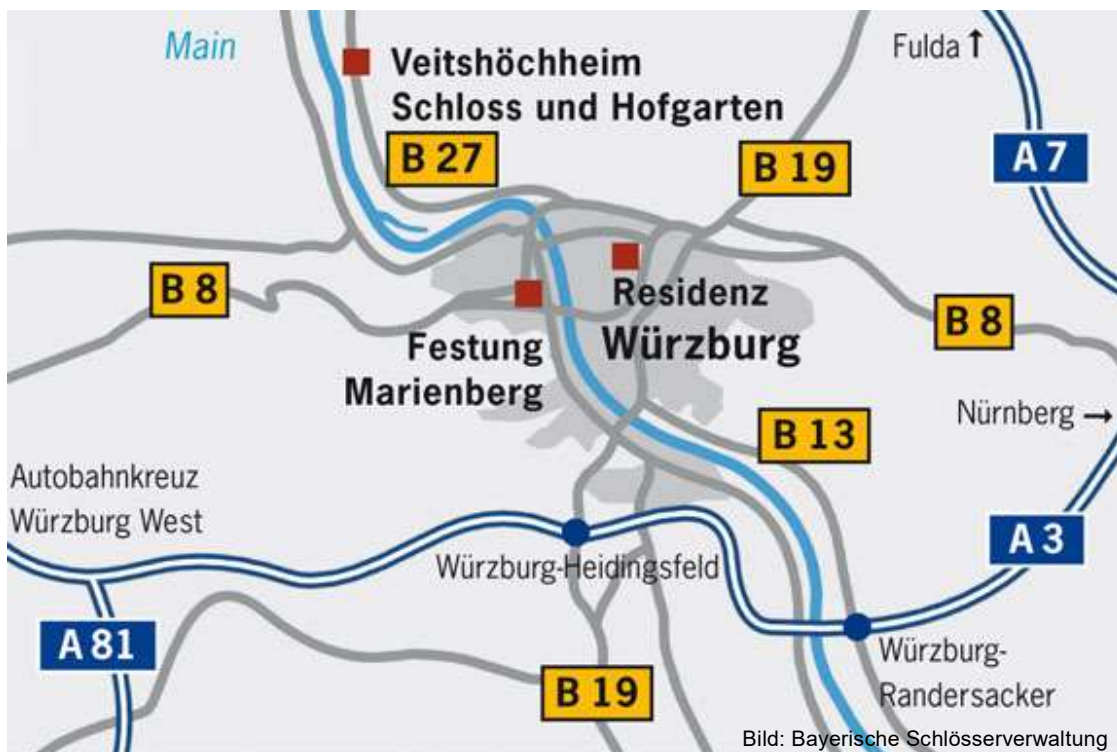 Main
Fulda ↑
Veitshöchheim
Schloss und Hofgarten
B 27
B 19
A 7
B 8
Residenz
Würzburg
B 8
Festung
Marienberg
Nürnberg →
B 13
Autobahnkreuz
Würzburg West
A 3
Würzburg-Heidingsfeld
A 81
Würzburg-
Randersacker
B 19
Bild: Bayerische Schlösserverwaltung